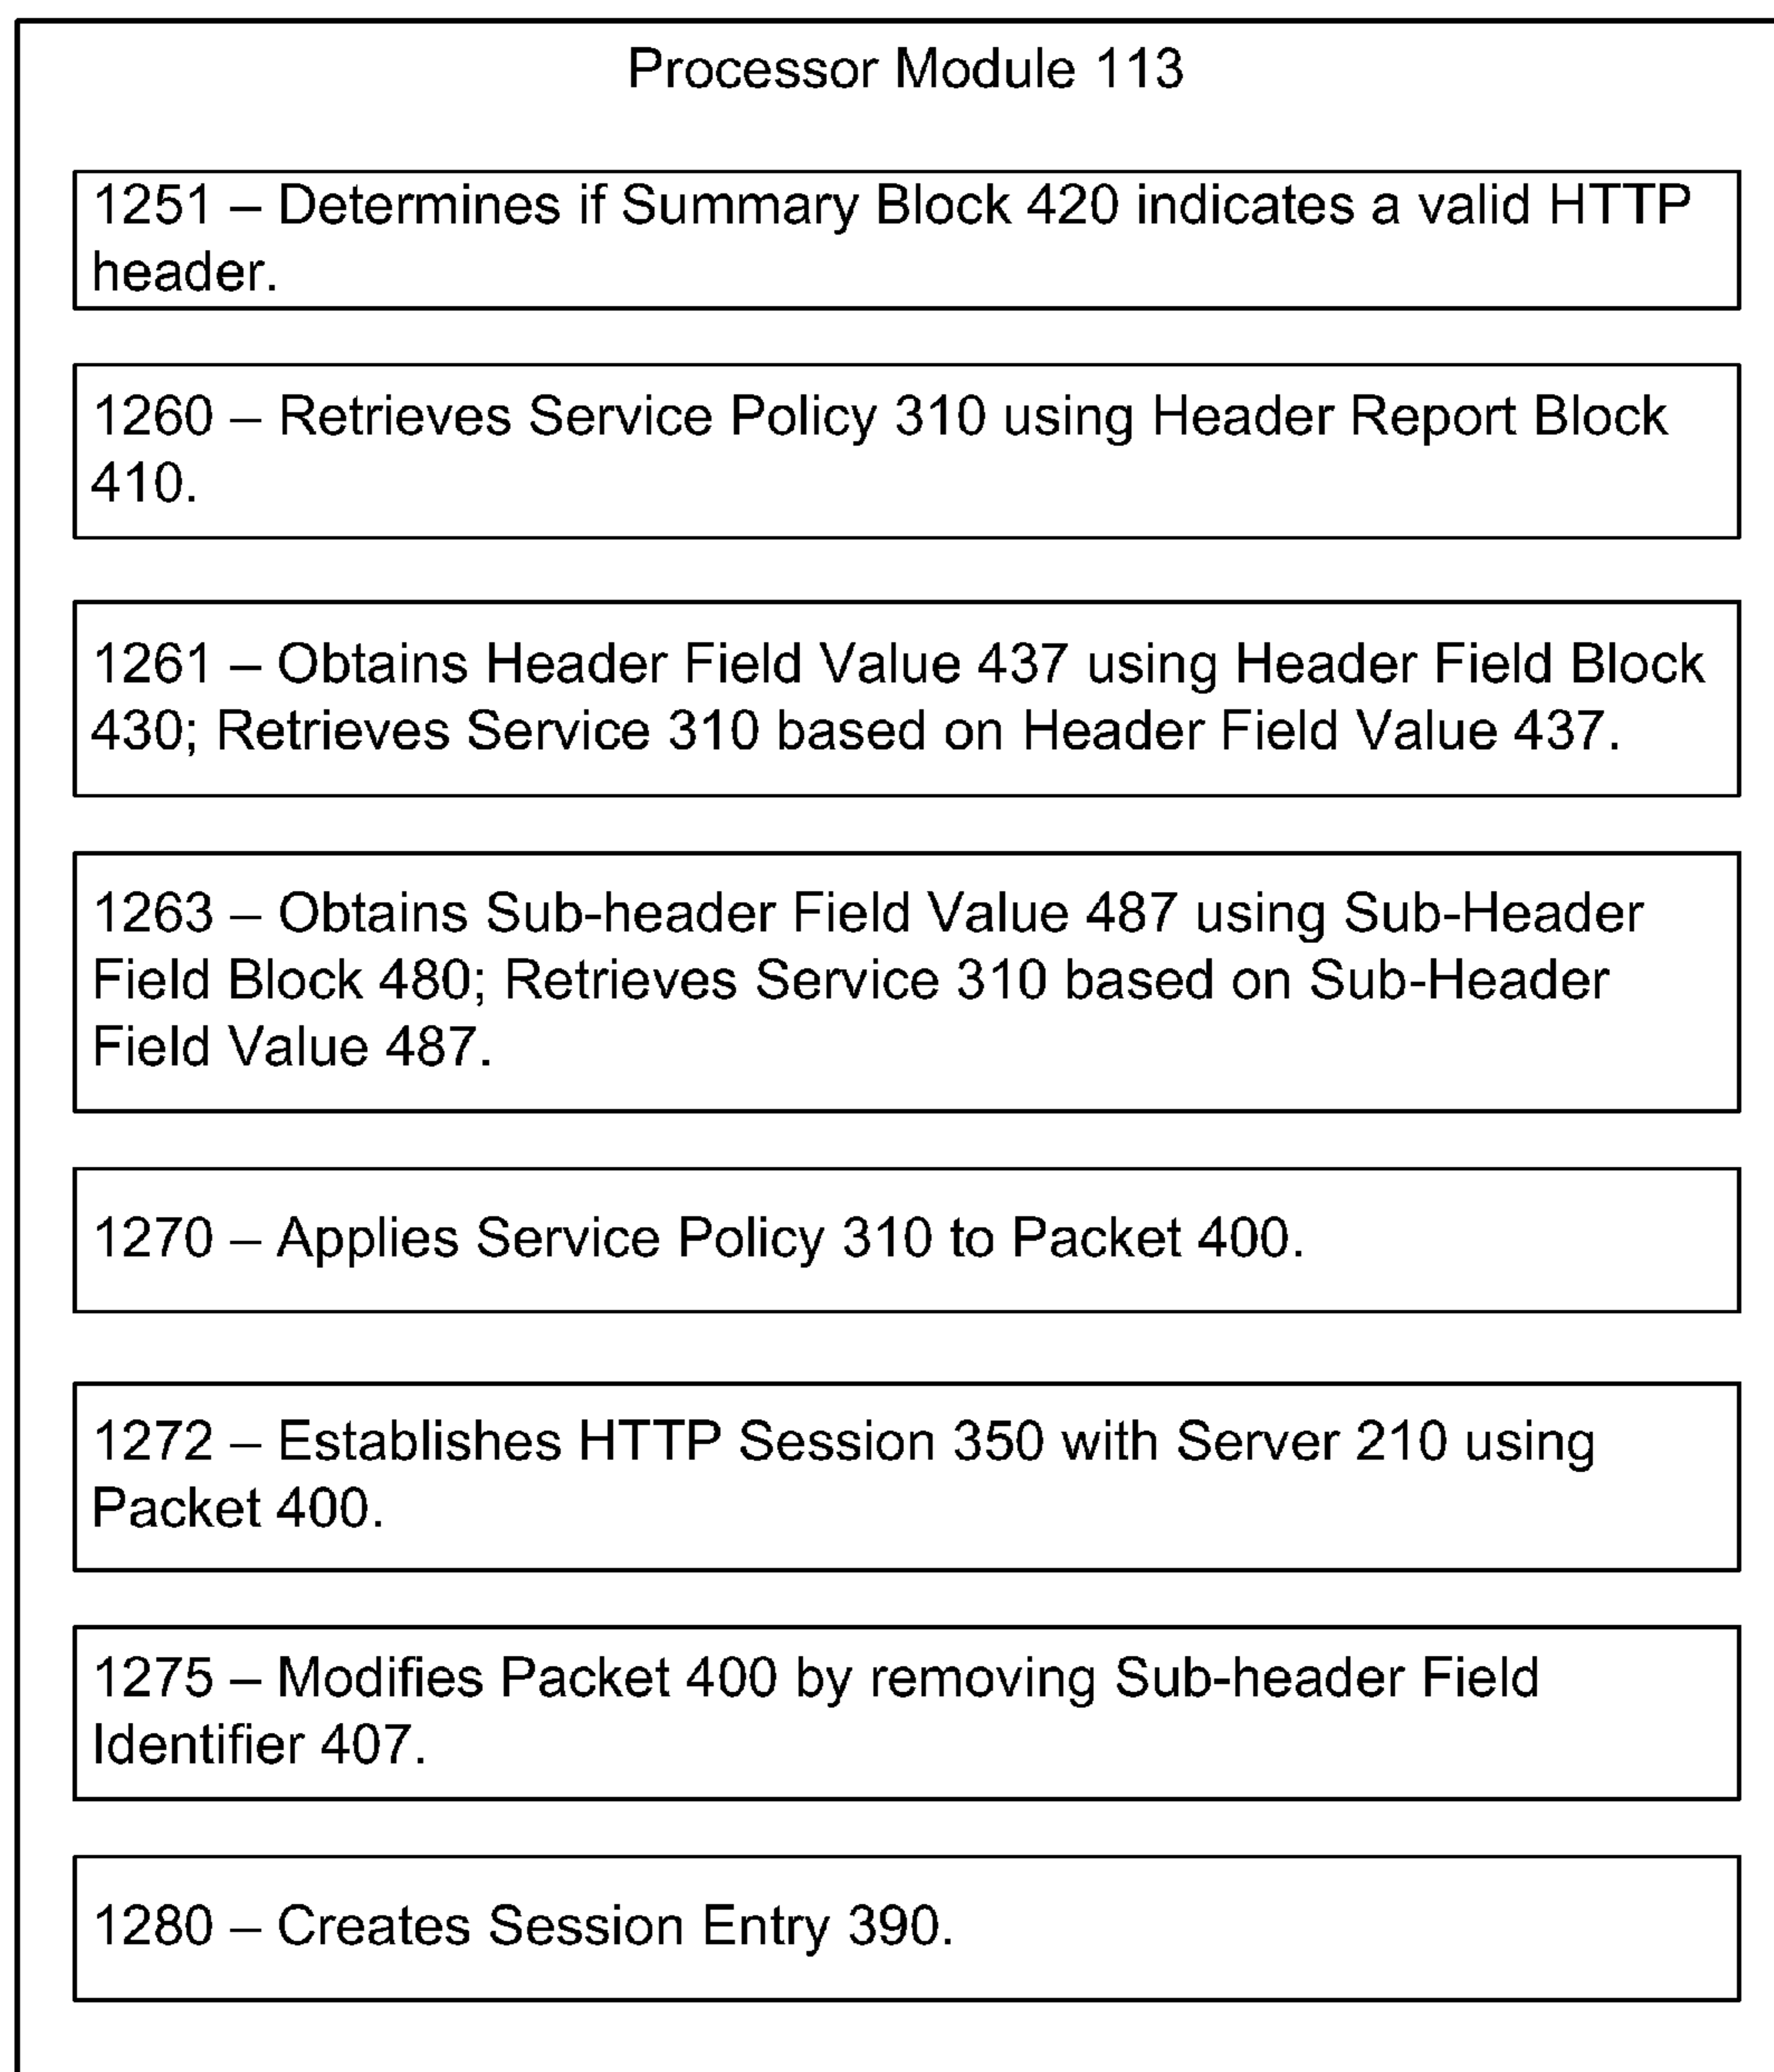 Processor Module 113
1251 – Determines if Summary Block 420 indicates a valid HTTP
header.
1260 – Retrieves Service Policy 310 using Header Report Block
410.
1261 – Obtains Header Field Value 437 using Header Field Block
430; Retrieves Service 310 based on Header Field Value 437.
1263 – Obtains Sub-header Field Value 487 using Sub-Header
Field Block 480; Retrieves Service 310 based on Sub-Header
Field Value 487.
1270 – Applies Service Policy 310 to Packet 400.
1272 – Establishes HTTP Session 350 with Server 210 using
Packet 400.
1275 – Modifies Packet 400 by removing Sub-header Field
Identifier 407.
1280 – Creates Session Entry 390.